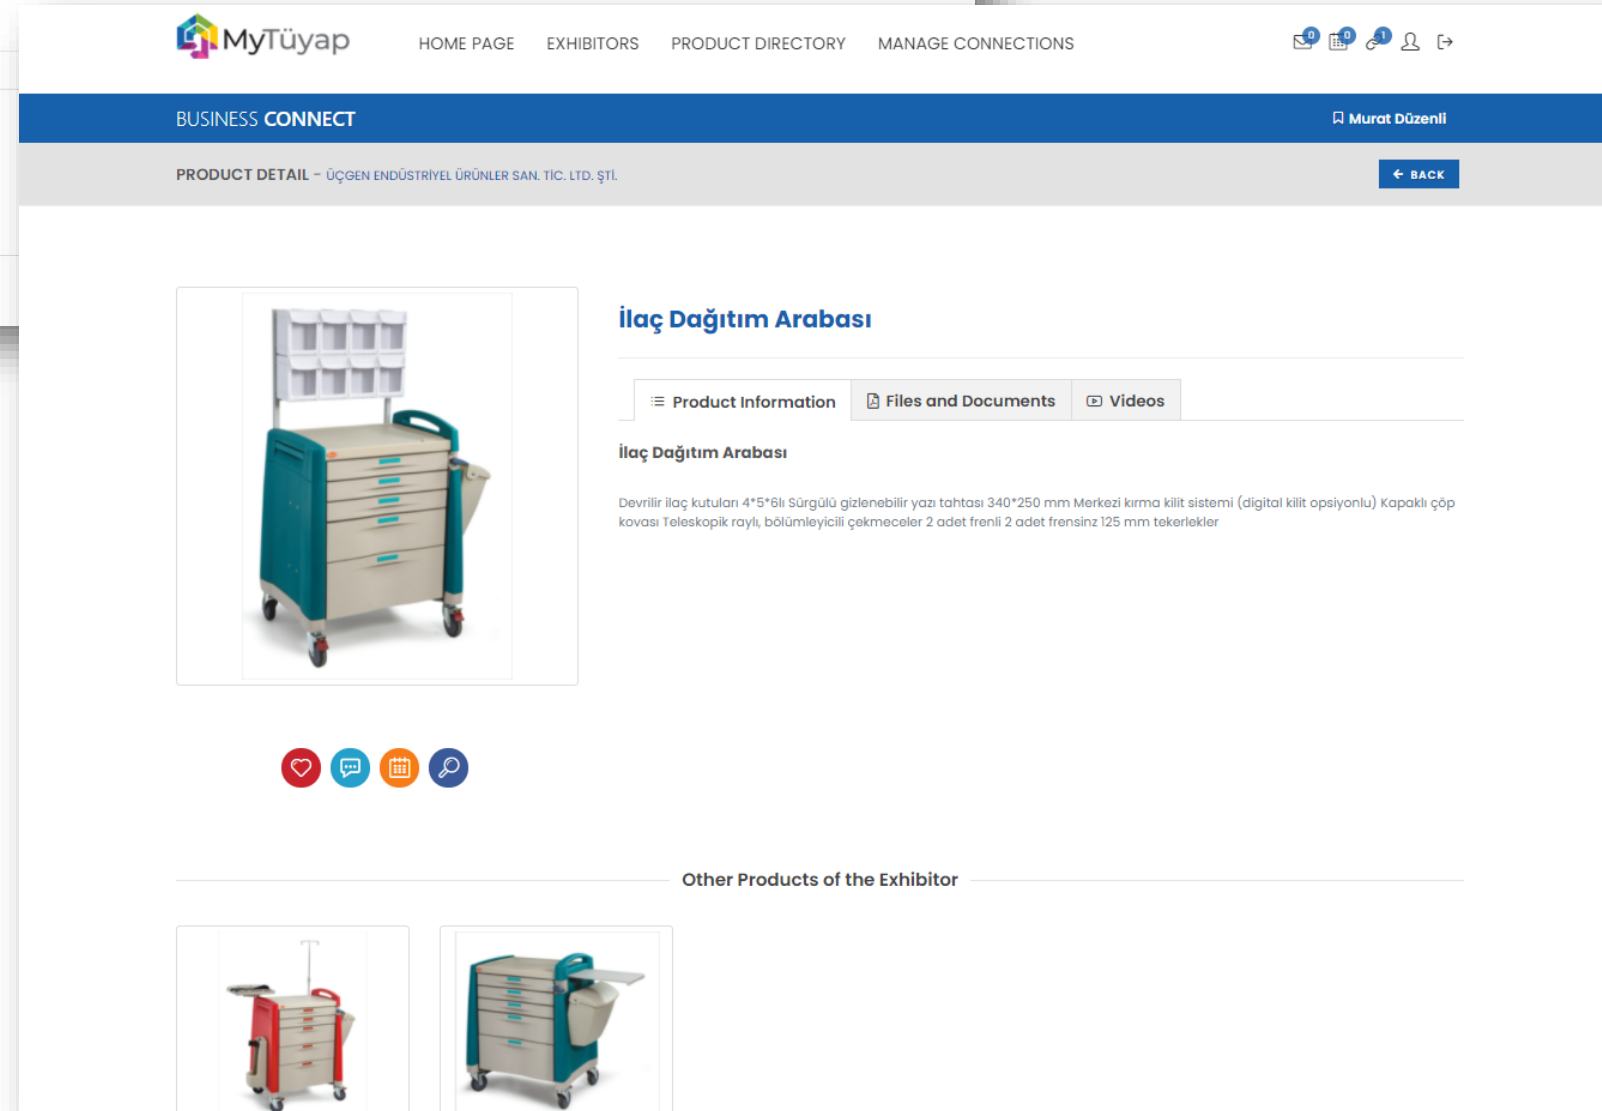 MyTüyap
HOME PAGE EXHIBITORS PRODUCT DIRECTORY MANAGE CONNECTIONS
0 0 1
BUSINESS CONNECT
Murat Düzenli
PRODUCT DETAIL - ÜÇGEN ENDÜSTRİYEL ÜRÜNLER SAN. TİC. LTD. ŞTİ.
BACK
İlaç Dağıtım Arabası
Product Information Files and Documents Videos
İlaç Dağıtım Arabası
Devrilir ilaç kutuları 4*5*6lı Sürgülü gizlenebilir yazı tahtası 340*250 mm Merkezi kırma kilit sistemi (digital kilit opsiyonlu) Kapaklı çöp
kovası Teleskopik raylı, bölümleyicili çekmeceler 2 adet frenli 2 adet frensinz 125 mm tekerlekler
Other Products of the Exhibitor